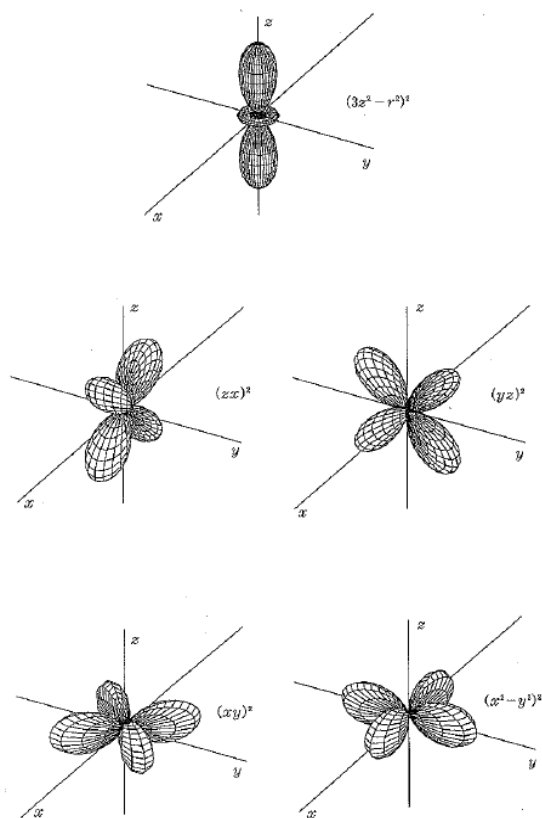 z
(3z² − r²)²
y
x
z
z
(zx)²
(yz)²
y
y
x
x
z
z
(xy)²
(x² − y²)²
y
y
x
x